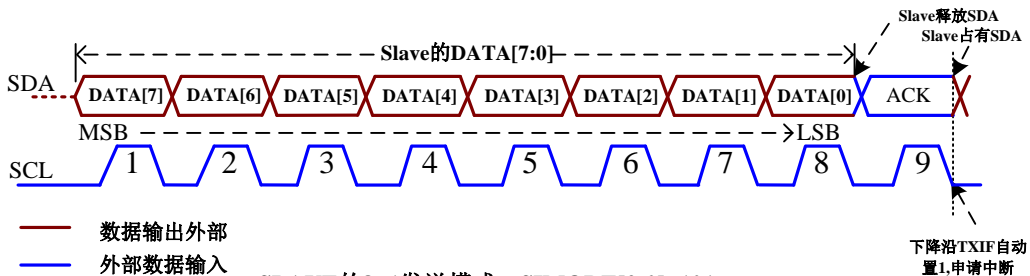 Slave释放SDA
Slave占有SDA
Slave的DATA[7:0]
SDA
DATA[7] DATA[6] DATA[5] DATA[4] DATA[3] DATA[2] DATA[1] DATA[0] ACK
MSB LSB
SCL
1 2 3 4 5 6 7 8 9
数据输出外部
外部数据输入
下降沿TXIF自动
置1,申请中断